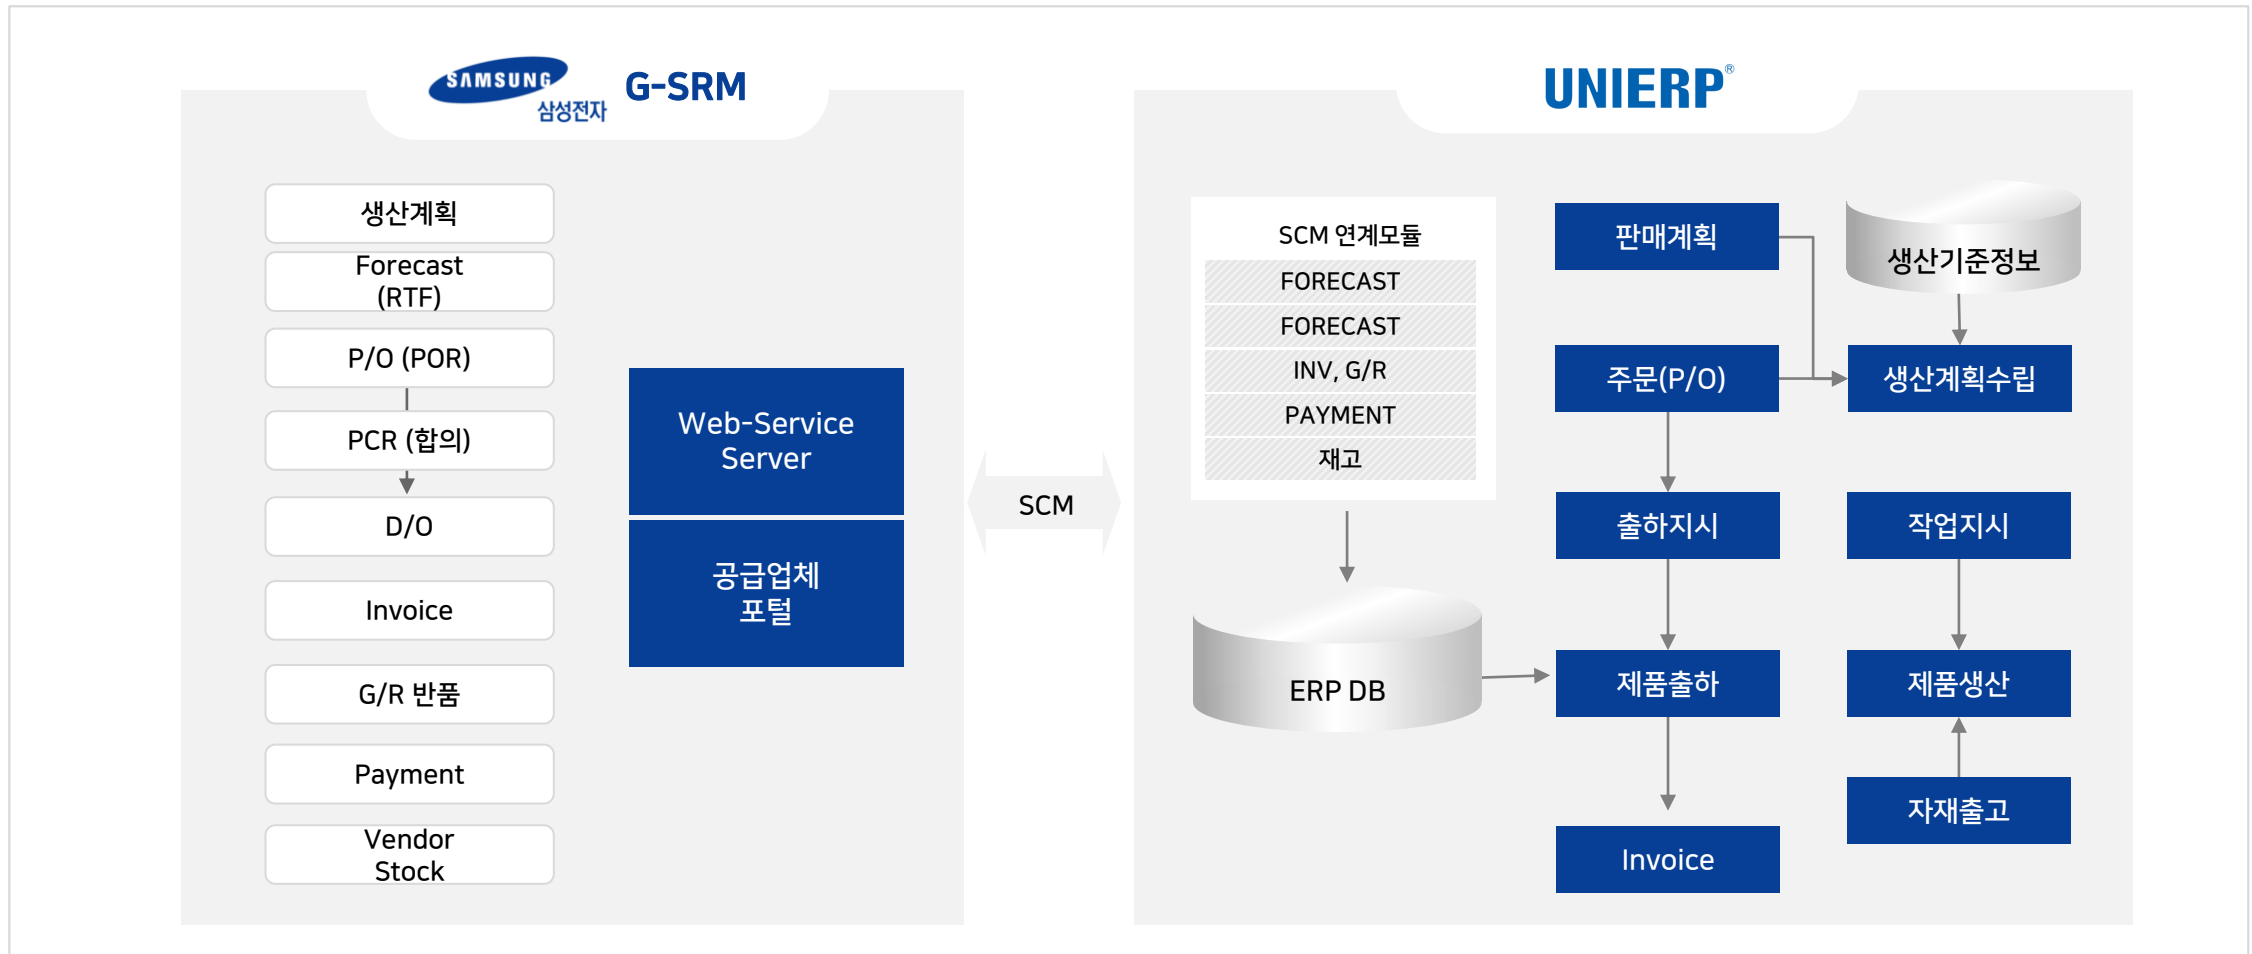 SAMSUNG
삼성전자
G-SRM
생산계획
Forecast
(RTF)
P/O (POR)
PCR (합의)
D/O
Invoice
G/R 반품
Payment
Vendor
Stock
Web-Service
Server
공급업체
포털
SCM
UNIERP®
SCM 연계모듈
FORECAST
FORECAST
INV, G/R
PAYMENT
재고
ERP DB
판매계획
주문(P/O)
출하지시
제품출하
Invoice
생산기준정보
생산계획수립
작업지시
제품생산
자재출고